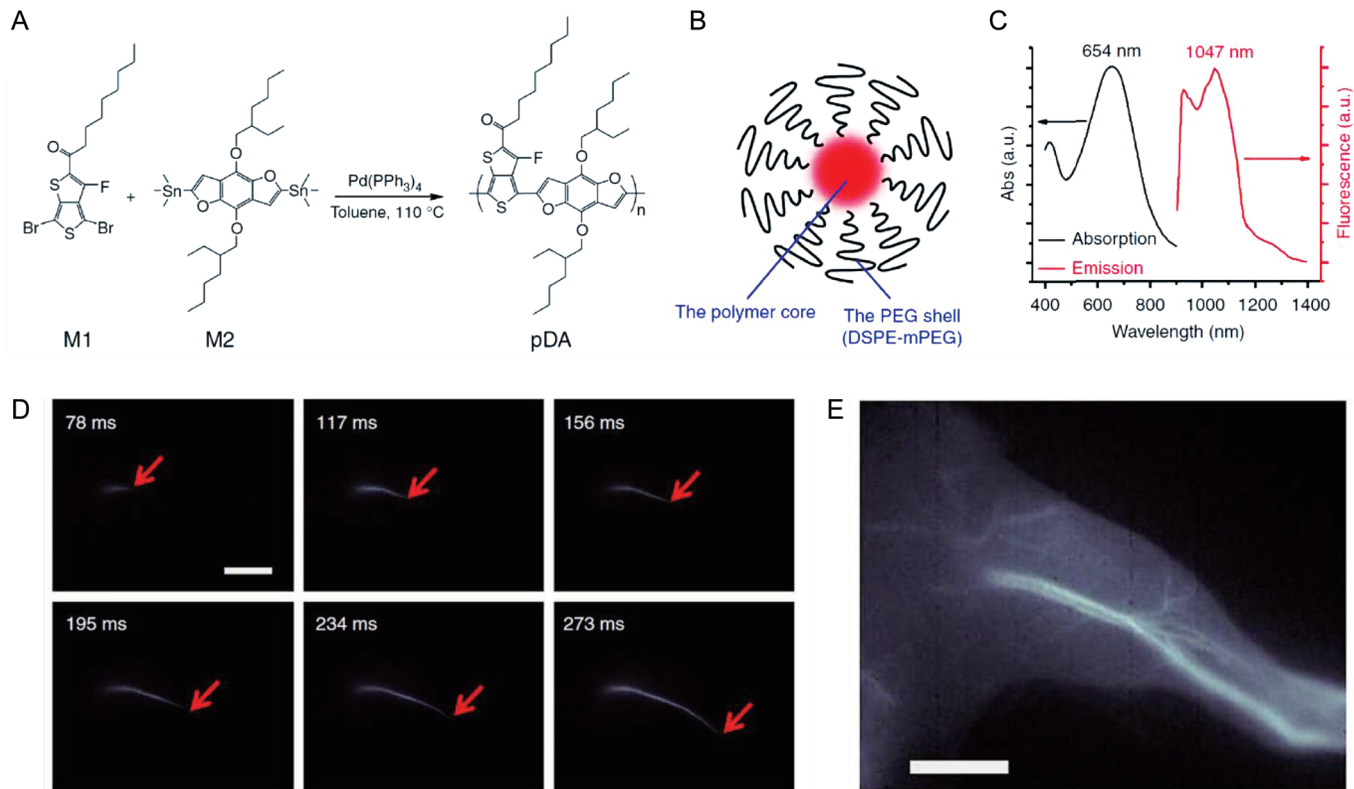 A
O
F
S
S
Br
Br
+
O
Sn
O
O
Sn
O
Pd(PPh3)4
Toluene, 110 °C
O
F
S
S
O
O
O
O
n
M1
M2
pDA
B
The polymer core
The PEG shell
(DSPE-mPEG)
C
654 nm
1047 nm
Abs (a.u.)
Fluorescence (a.u.)
Absorption
Emission
400 600 800 1000 1200 1400
Wavelength (nm)
D
78 ms
117 ms
156 ms
195 ms
234 ms
273 ms
E